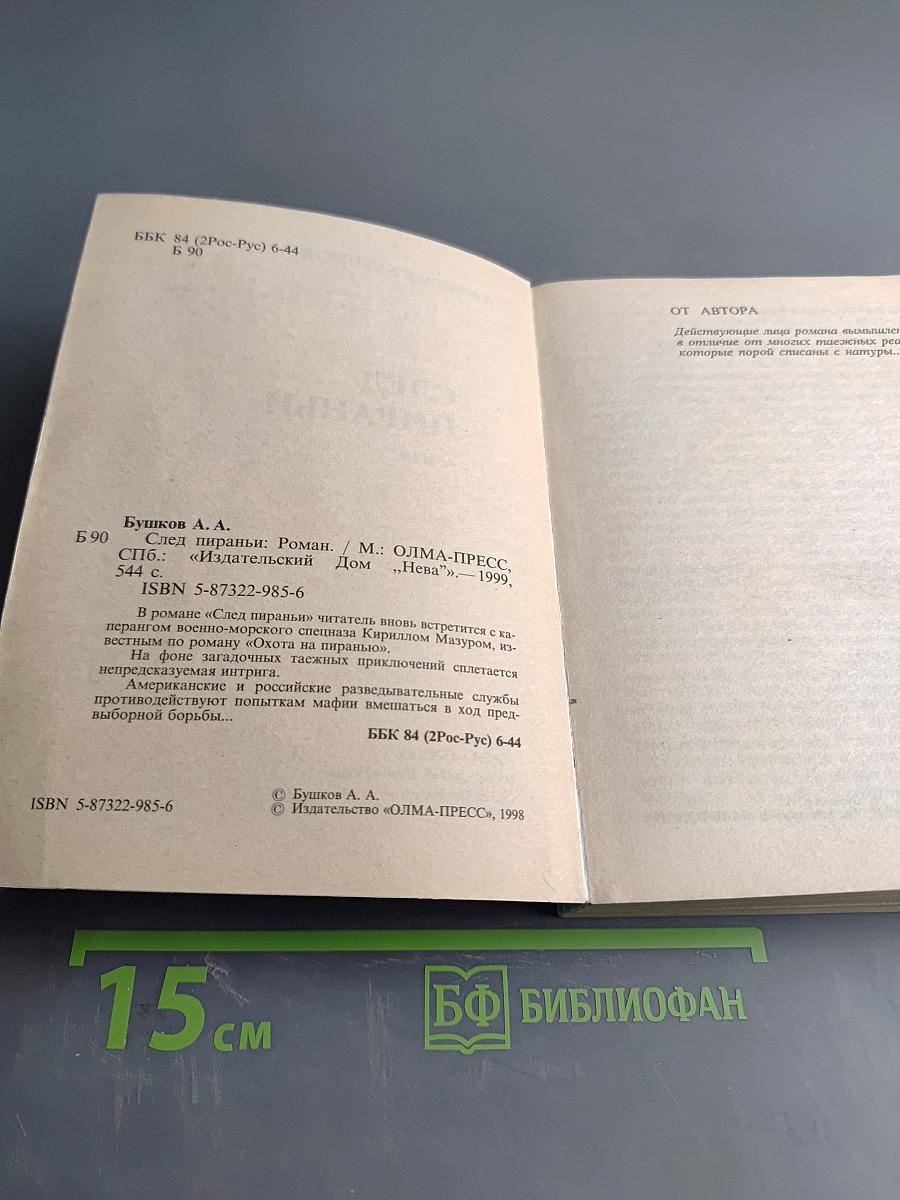 ББК 84 (2Рос-Рус) 6-44
Б 90
Бушков А. А.
Б 90 След пираньи: Роман. / М.: ОЛМА-ПРЕСС,
СПб.: «Издательский Дом „Нева”».— 1999,
544 с.
ISBN 5-87322-985-6
В романе «След пираньи» читатель вновь встретится с ка-
перангом военно-морского спецназа Кириллом Мазуром, из-
вестным по роману «Охота на пиранью».
На фоне загадочных таежных приключений сплетается
непредсказуемая интрига.
Американские и российские разведывательные службы
противодействуют попыткам мафии вмешаться в ход пред-
выборной борьбы...
ББК 84 (2Рос-Рус) 6-44
ISBN 5-87322-985-6
© Бушков А. А.
© Издательство «ОЛМА-ПРЕСС», 1998
ОТ АВТОРА
Действующие лица романа
в отличие от многих таежных
которые порой списаны с натуры...
15 см
БФ БИБЛИОФАН